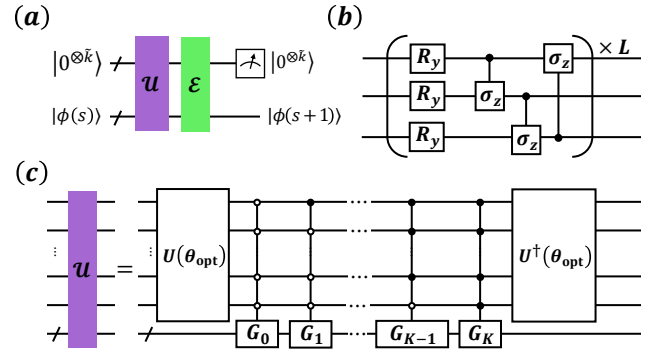 (a)
|0^{⊗k̃}⟩ 𝒰 ℰ |0^{⊗k̃}⟩
|ϕ(s)⟩ |ϕ(s+1)⟩
(b)
R_y σ_z × L
R_y σ_z
R_y σ_z
(c)
𝒰 = U(θ_opt) ⋯ U†(θ_opt)
G_0 G_1 ⋯ G_{K−1} G_K